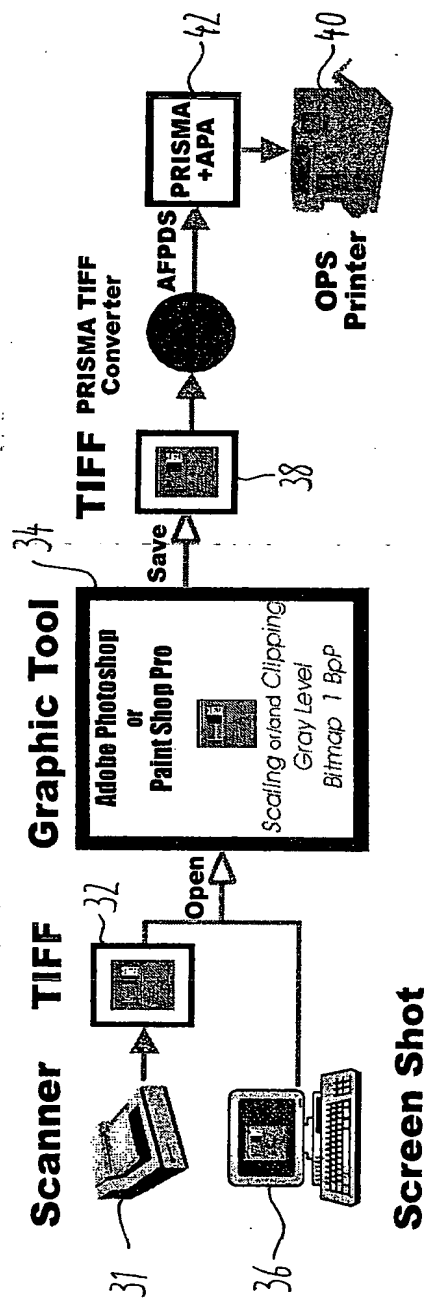 Scanner
TIFF
31
32
36
Screen Shot
Open
Graphic Tool
34
Adobe Photoshop
or
Paint Shop Pro
Scaling or/and Clipping
Gray Level
Bitmap 1 BpP
Save
TIFF
38
PRISMA TIFF
Converter
AFPDS
PRISMA
+APA
42
40
OPS
Printer